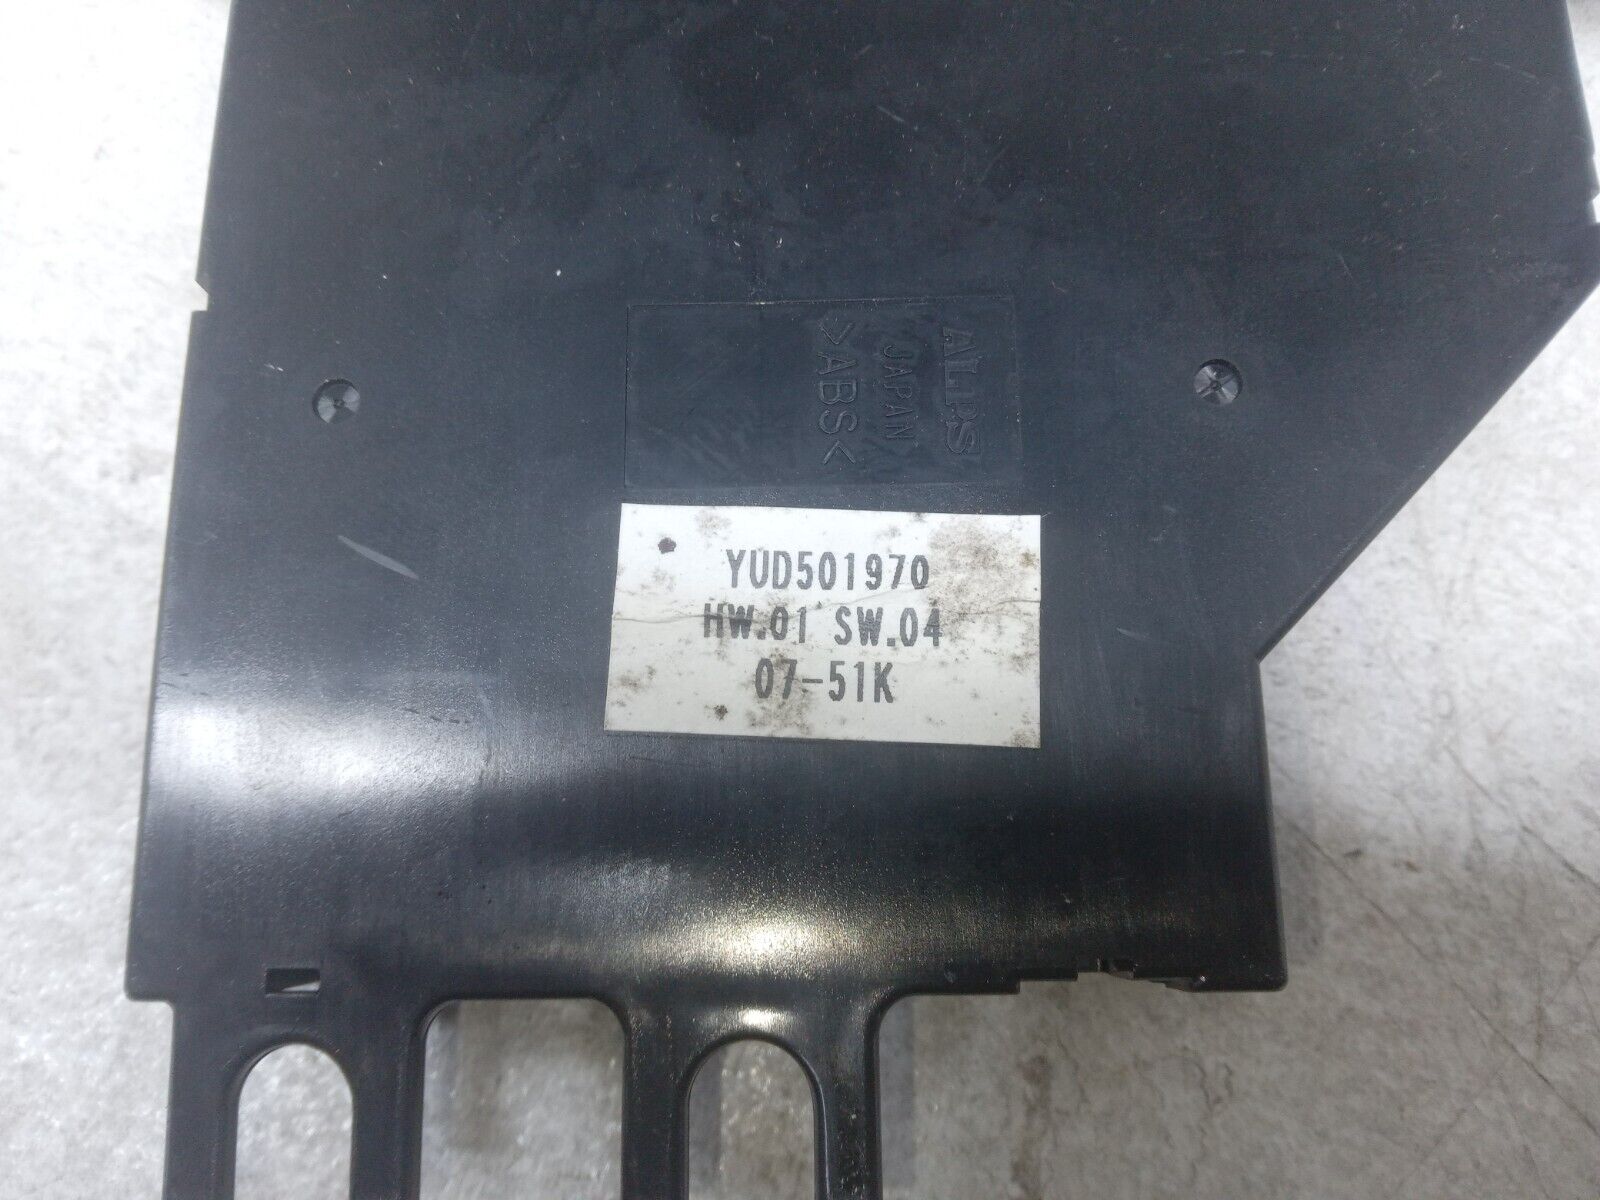 ALPS
JAPAN
>ABS<
YUD501970
HW.01 SW.04
07-51K